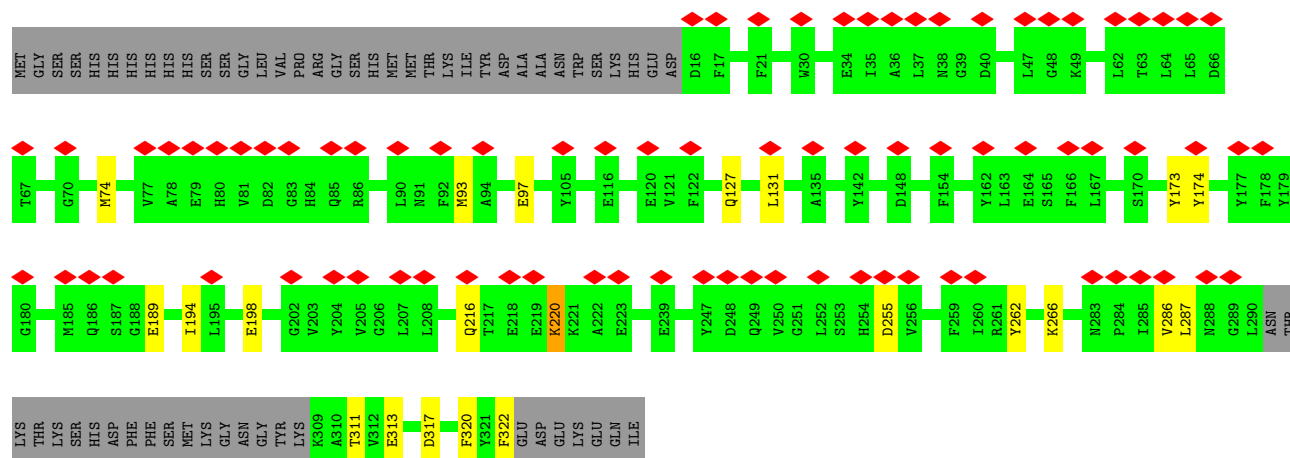 MET GLY SER SER HIS HIS HIS HIS HIS HIS SER SER GLY LEU VAL PRO ARG GLY SER HIS MET MET THR LYS ILE TYR ASP ALA ALA ASN TRP SER LYS HIS GLU ASP D16 F17 F21 W30 E34 I35 A36 L37 N38 G39 D40 L47 G48 K49 L62 T63 L64 L65 D66
T67 G70 M74 V77 A78 E79 H80 V81 D82 G83 H84 Q85 R86 L90 N91 F92 M93 A94 E97 Y105 E116 E120 V121 F122 Q127 L131 A135 Y142 D148 F154 Y162 L163 E164 S165 F166 L167 S170 Y173 Y174 Y177 F178 Y179
G180 M185 Q186 S187 G188 E189 I194 L195 E198 G202 V203 Y204 V205 G206 L207 L208 Q216 T217 E218 E219 K220 K221 A222 E223 E239 Y247 D248 Q249 V250 G251 L252 S253 H254 D255 V256 F259 I260 R261 Y262 K266 N283 P284 I285 V286 L287 N288 G289 L290 ASN THR
LYS THR LYS SER HIS ASP PHE PHE SER MET LYS GLY ASN GLY TYR LYS K309 A310 T311 V312 E313 D317 F320 Y321 F322 GLU ASP GLU LYS GLU GLN ILE